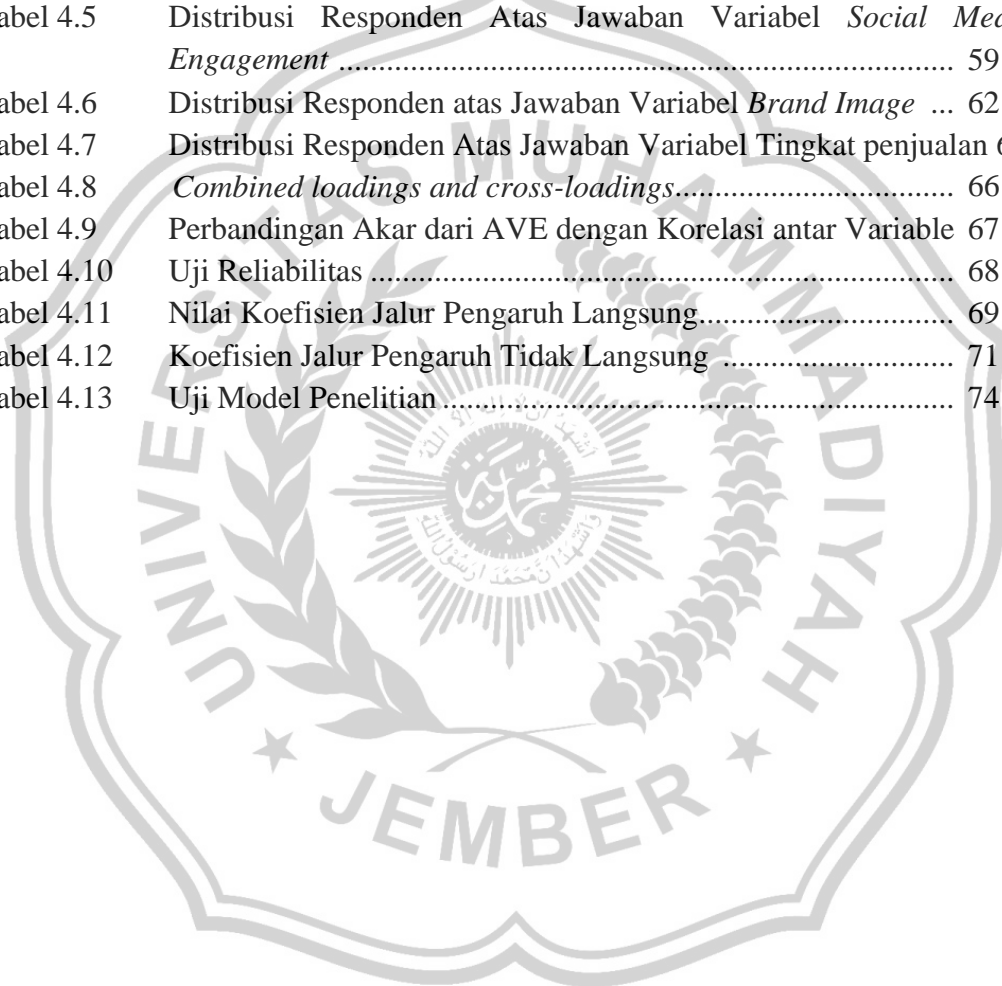 abel 4.5 Distribusi Responden Atas Jawaban Variabel Social Med
Engagement ........................................................................... 59
abel 4.6 Distribusi Responden atas Jawaban Variabel Brand Image ... 62
abel 4.7 Distribusi Responden Atas Jawaban Variabel Tingkat penjualan 6
abel 4.8 Combined loadings and cross-loadings.................................. 66
abel 4.9 Perbandingan Akar dari AVE dengan Korelasi antar Variable 67
abel 4.10 Uji Reliabilitas ....................................................................... 68
abel 4.11 Nilai Koefisien Jalur Pengaruh Langsung............................... 69
abel 4.12 Koefisien Jalur Pengaruh Tidak Langsung ............................ 71
abel 4.13 Uji Model Penelitian .............................................................. 74
UNIVERSITAS MUHAMMADIYAH
JEMBER